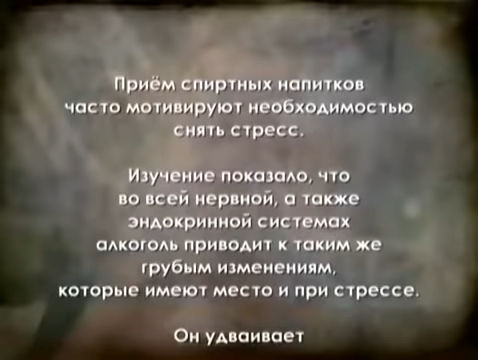 Приём спиртных напитков
часто мотивируют необходимостью
снять стресс.
Изучение показало, что
во всей нервной, а также
эндокринной системах
алкоголь приводит к таким же
грубым изменениям,
которые имеют место и при стрессе.
Он удваивает